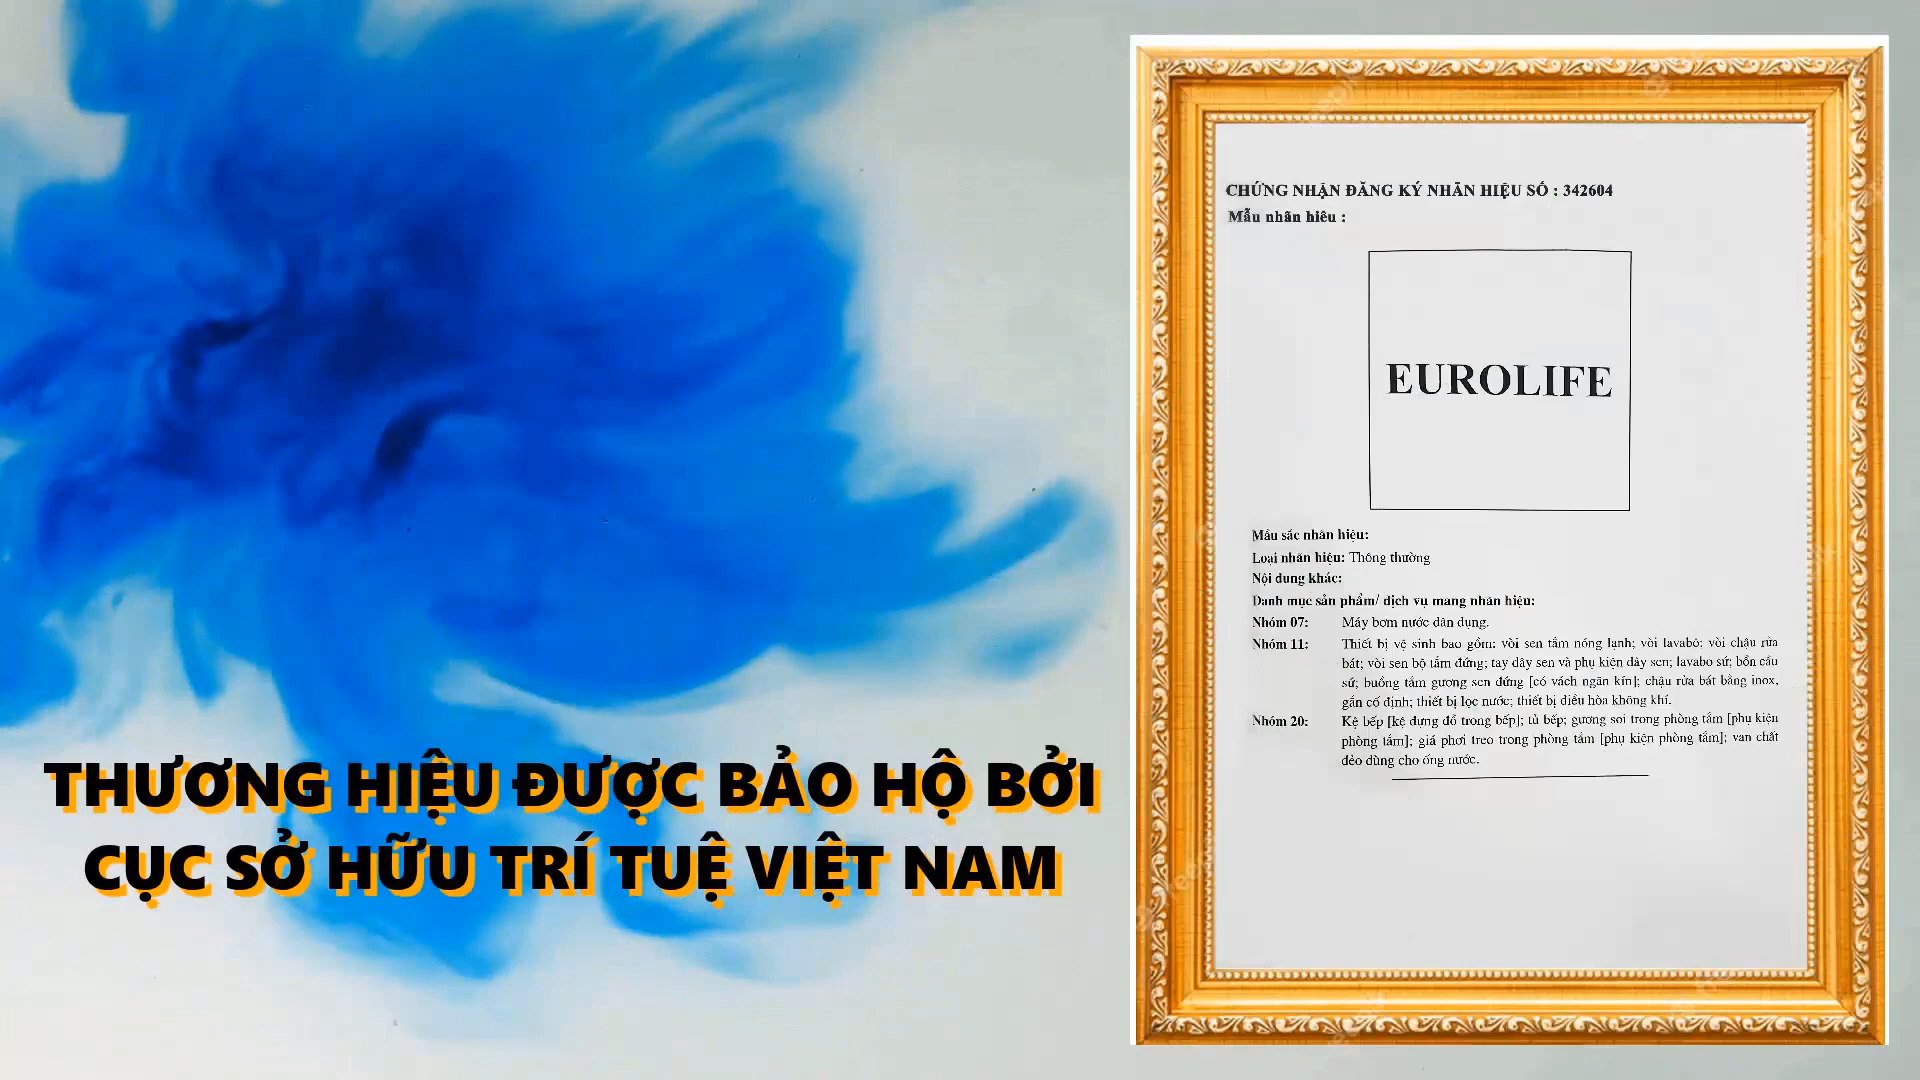 THƯƠNG HIỆU ĐƯỢC BẢO HỘ BỞI
CỤC SỞ HỮU TRÍ TUỆ VIỆT NAM
CHỨNG NHẬN ĐĂNG KÝ NHÃN HIỆU SỐ : 342604
Mẫu nhãn hiêu :
EUROLIFE
Mầu sắc nhãn hiệu:
Loại nhãn hiệu: Thông thường
Nội dung khác:
Danh mục sản phẩm/ dịch vụ mang nhãn hiệu:
Nhóm 07: Máy bơm nước dân dụng.
Nhóm 11: Thiết bị vệ sinh bao gồm: vòi sen tắm nóng lạnh; vòi lavabô; vòi chậu rửa
bát; vòi sen bộ tắm đứng; tay dây sen và phụ kiện dây sen; lavabo sứ; bồn cầu
sứ; buồng tắm gương sen đứng [có vách ngăn kín]; chậu rửa bát bằng inox,
gắn cố định; thiết bị lọc nước; thiết bị điều hòa không khí.
Nhóm 20: Kệ bếp [kệ đựng đồ trong bếp]; tủ bếp; gương soi trong phòng tắm [phụ kiện
phòng tắm]; giá phơi treo trong phòng tắm [phụ kiện phòng tắm]; van chất
dẻo dùng cho ống nước.